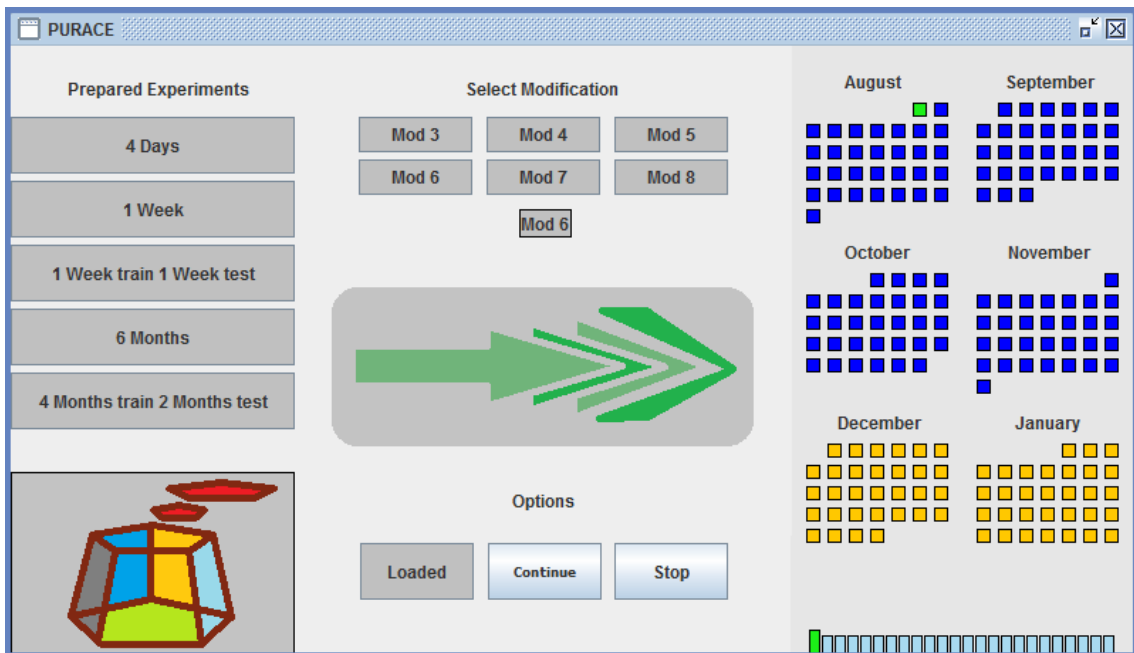 PURACE
Prepared Experiments
4 Days
1 Week
1 Week train 1 Week test
6 Months
4 Months train 2 Months test
Select Modification
Mod 3 Mod 4 Mod 5
Mod 6 Mod 7 Mod 8
Mod 6
Options
Loaded Continue Stop
August September
October November
December January